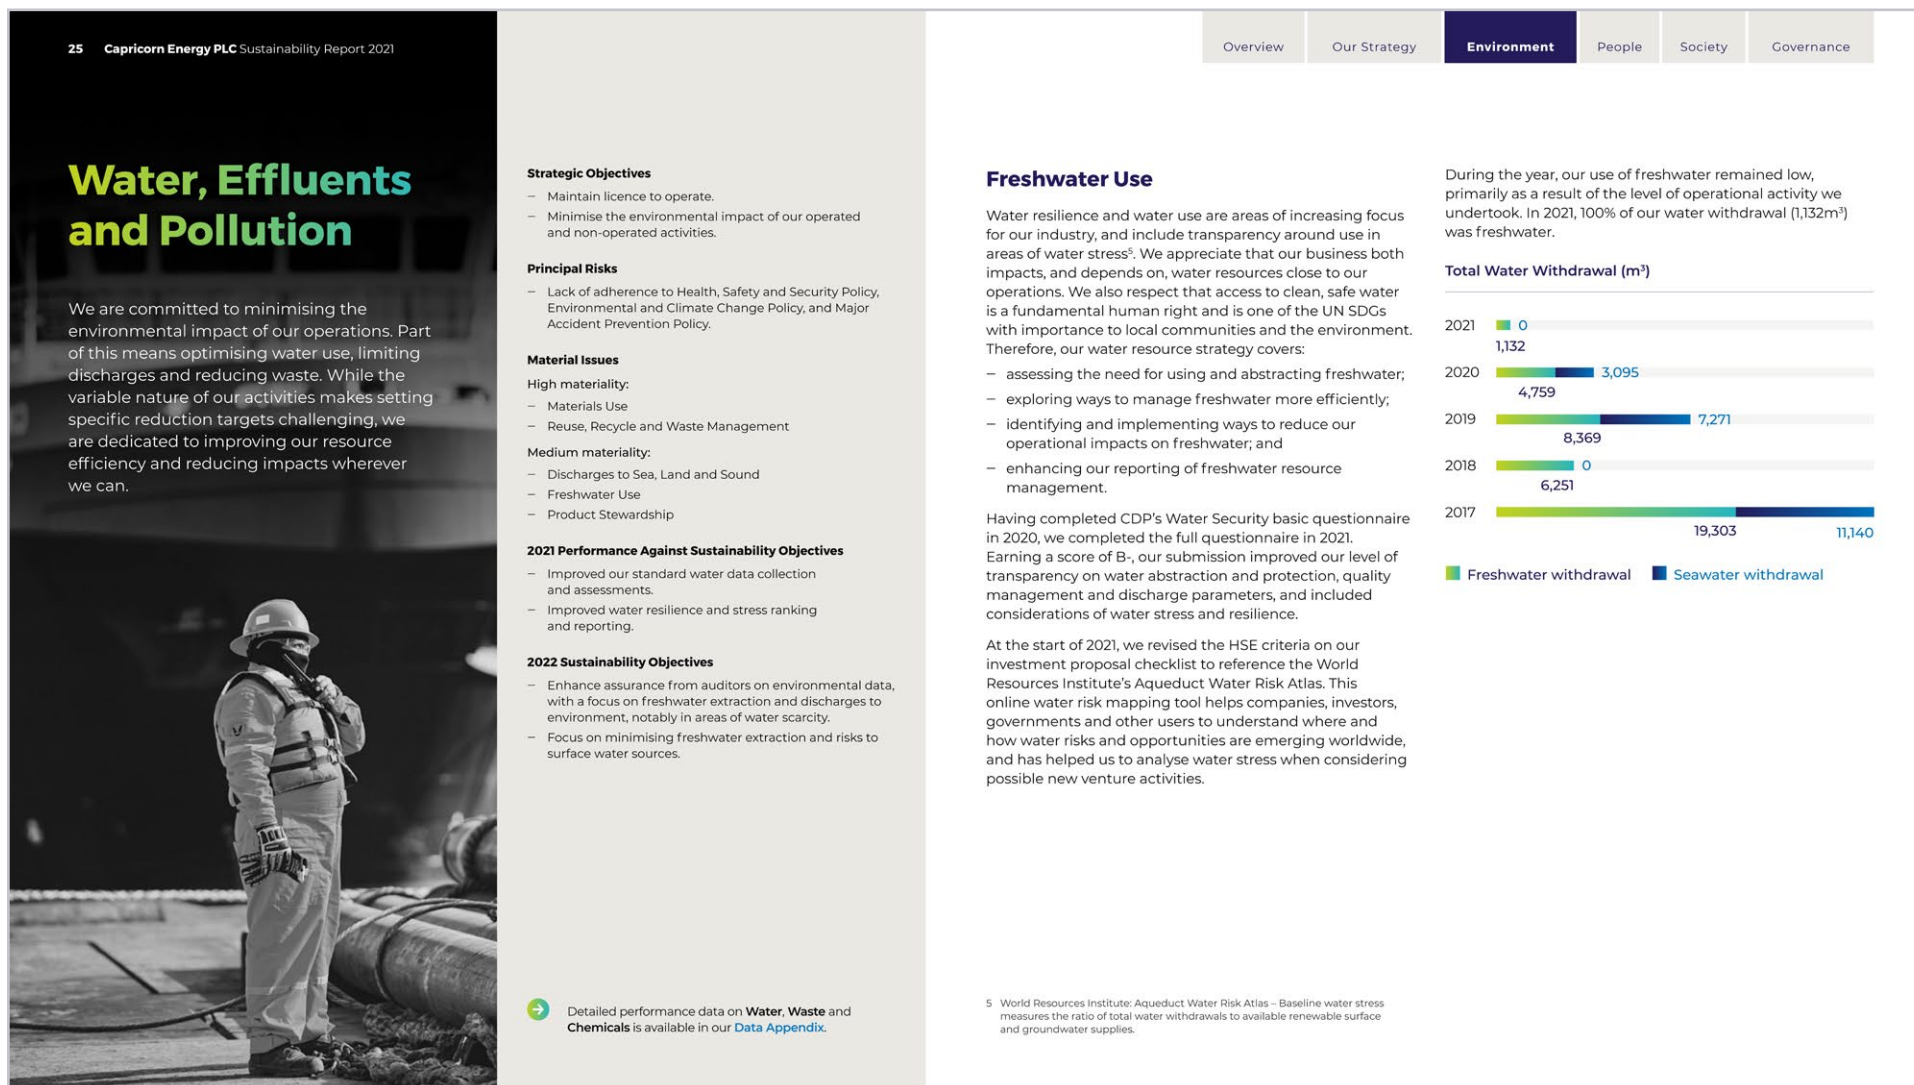 25 Capricorn Energy PLC Sustainability Report 2021
Overview
Our Strategy
Environment
People
Society
Governance
Water, Effluents
and Pollution
We are committed to minimising the
environmental impact of our operations. Part
of this means optimising water use, limiting
discharges and reducing waste. While the
variable nature of our activities makes setting
specific reduction targets challenging, we
are dedicated to improving our resource
efficiency and reducing impacts wherever
we can.
Strategic Objectives
– Maintain licence to operate.
– Minimise the environmental impact of our operated
and non-operated activities.
Principal Risks
– Lack of adherence to Health, Safety and Security Policy,
Environmental and Climate Change Policy, and Major
Accident Prevention Policy.
Material Issues
High materiality:
– Materials Use
– Reuse, Recycle and Waste Management
Medium materiality:
– Discharges to Sea, Land and Sound
– Freshwater Use
– Product Stewardship
2021 Performance Against Sustainability Objectives
– Improved our standard water data collection
and assessments.
– Improved water resilience and stress ranking
and reporting.
2022 Sustainability Objectives
– Enhance assurance from auditors on environmental data,
with a focus on freshwater extraction and discharges to
environment, notably in areas of water scarcity.
– Focus on minimising freshwater extraction and risks to
surface water sources.
Detailed performance data on Water, Waste and
Chemicals is available in our Data Appendix.
Freshwater Use
Water resilience and water use are areas of increasing focus
for our industry, and include transparency around use in
areas of water stress⁵. We appreciate that our business both
impacts, and depends on, water resources close to our
operations. We also respect that access to clean, safe water
is a fundamental human right and is one of the UN SDGs
with importance to local communities and the environment.
Therefore, our water resource strategy covers:
– assessing the need for using and abstracting freshwater;
– exploring ways to manage freshwater more efficiently;
– identifying and implementing ways to reduce our
operational impacts on freshwater; and
– enhancing our reporting of freshwater resource
management.
Having completed CDP's Water Security basic questionnaire
in 2020, we completed the full questionnaire in 2021.
Earning a score of B-, our submission improved our level of
transparency on water abstraction and protection, quality
management and discharge parameters, and included
considerations of water stress and resilience.
At the start of 2021, we revised the HSE criteria on our
investment proposal checklist to reference the World
Resources Institute's Aqueduct Water Risk Atlas. This
online water risk mapping tool helps companies, investors,
governments and other users to understand where and
how water risks and opportunities are emerging worldwide,
and has helped us to analyse water stress when considering
possible new venture activities.
5 World Resources Institute: Aqueduct Water Risk Atlas – Baseline water stress
measures the ratio of total water withdrawals to available renewable surface
and groundwater supplies.
During the year, our use of freshwater remained low,
primarily as a result of the level of operational activity we
undertook. In 2021, 100% of our water withdrawal (1,132m³)
was freshwater.
Total Water Withdrawal (m³)
2021 0
1,132
2020 3,095
4,759
2019 7,271
8,369
2018 0
6,251
2017
19,303 11,140
Freshwater withdrawal Seawater withdrawal